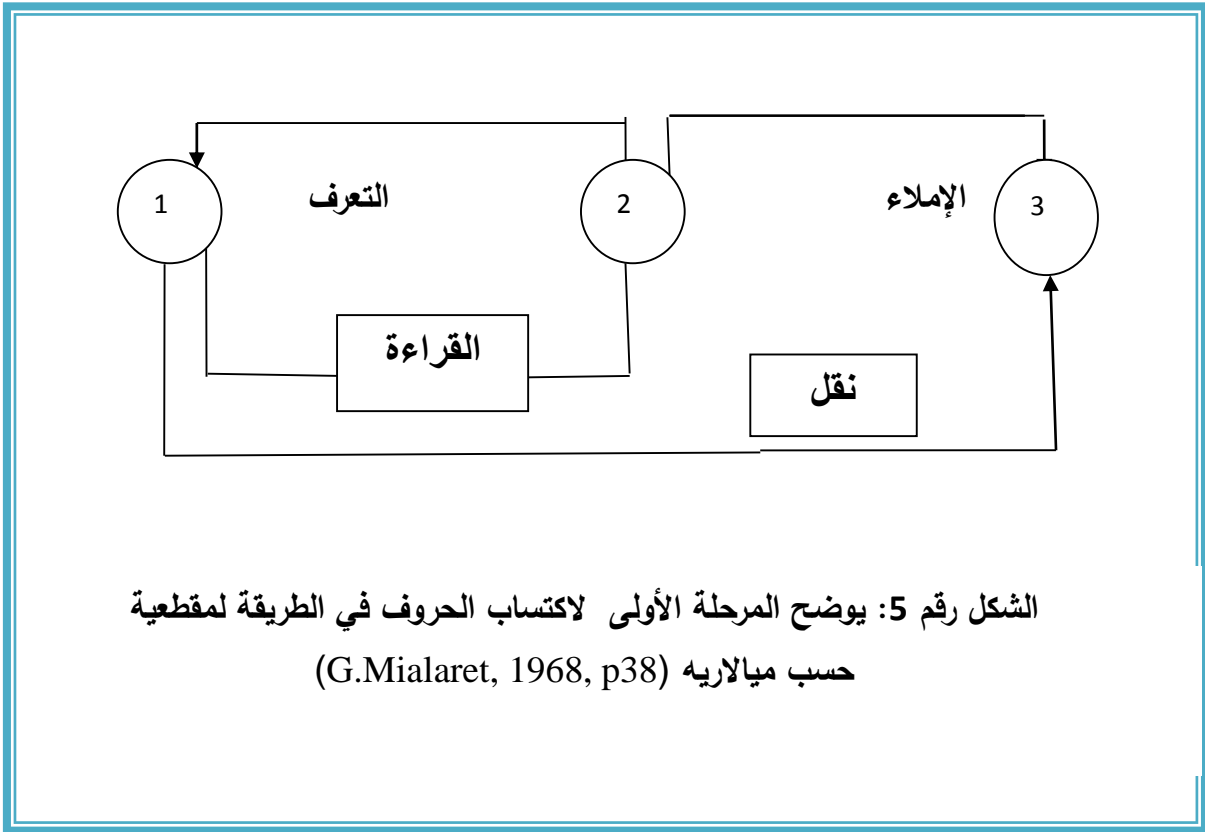 1
التعرف
2
الإملاء
3
القراءة
نقل
الشكل رقم 5: يوضح المرحلة الأولى لاكتساب الحروف في الطريقة لمقطعية
حسب ميالاريه (G.Mialaret, 1968, p38)